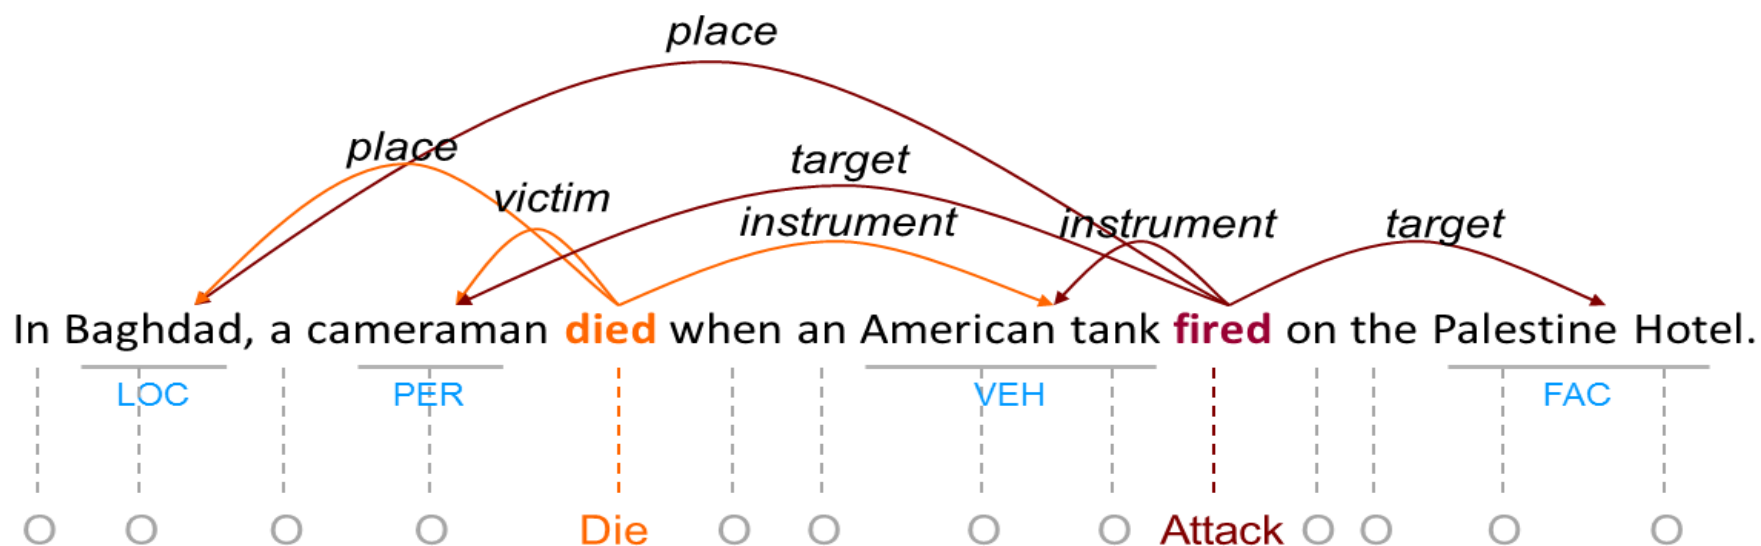 place
place
target
victim
instrument
instrument
target
In Baghdad, a cameraman died when an American tank fired on the Palestine Hotel.
LOC PER VEH FAC
O O O O Die O O O O Attack O O O O